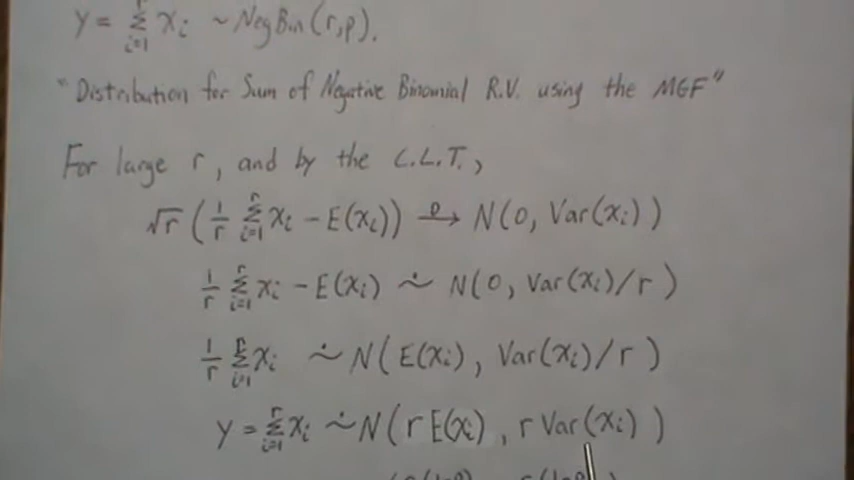 Y = Σ_{i=1}^{r} x_i ~ NegBin(r,p).
"Distribution for Sum of Negative Binomial R.V. using the MGF"
For large r, and by the C.L.T.,
√r ( 1/r Σ_{i=1}^{r} x_i − E(x_i)) →^D N(0, Var(x_i))
1/r Σ_{i=1}^{r} x_i − E(x_i) ∻ N(0, Var(x_i)/r)
1/r Σ_{i=1}^{r} x_i ∻ N(E(x_i), Var(x_i)/r)
Y = Σ_{i=1}^{r} x_i ∻ N(r E(x_i), r Var(x_i))